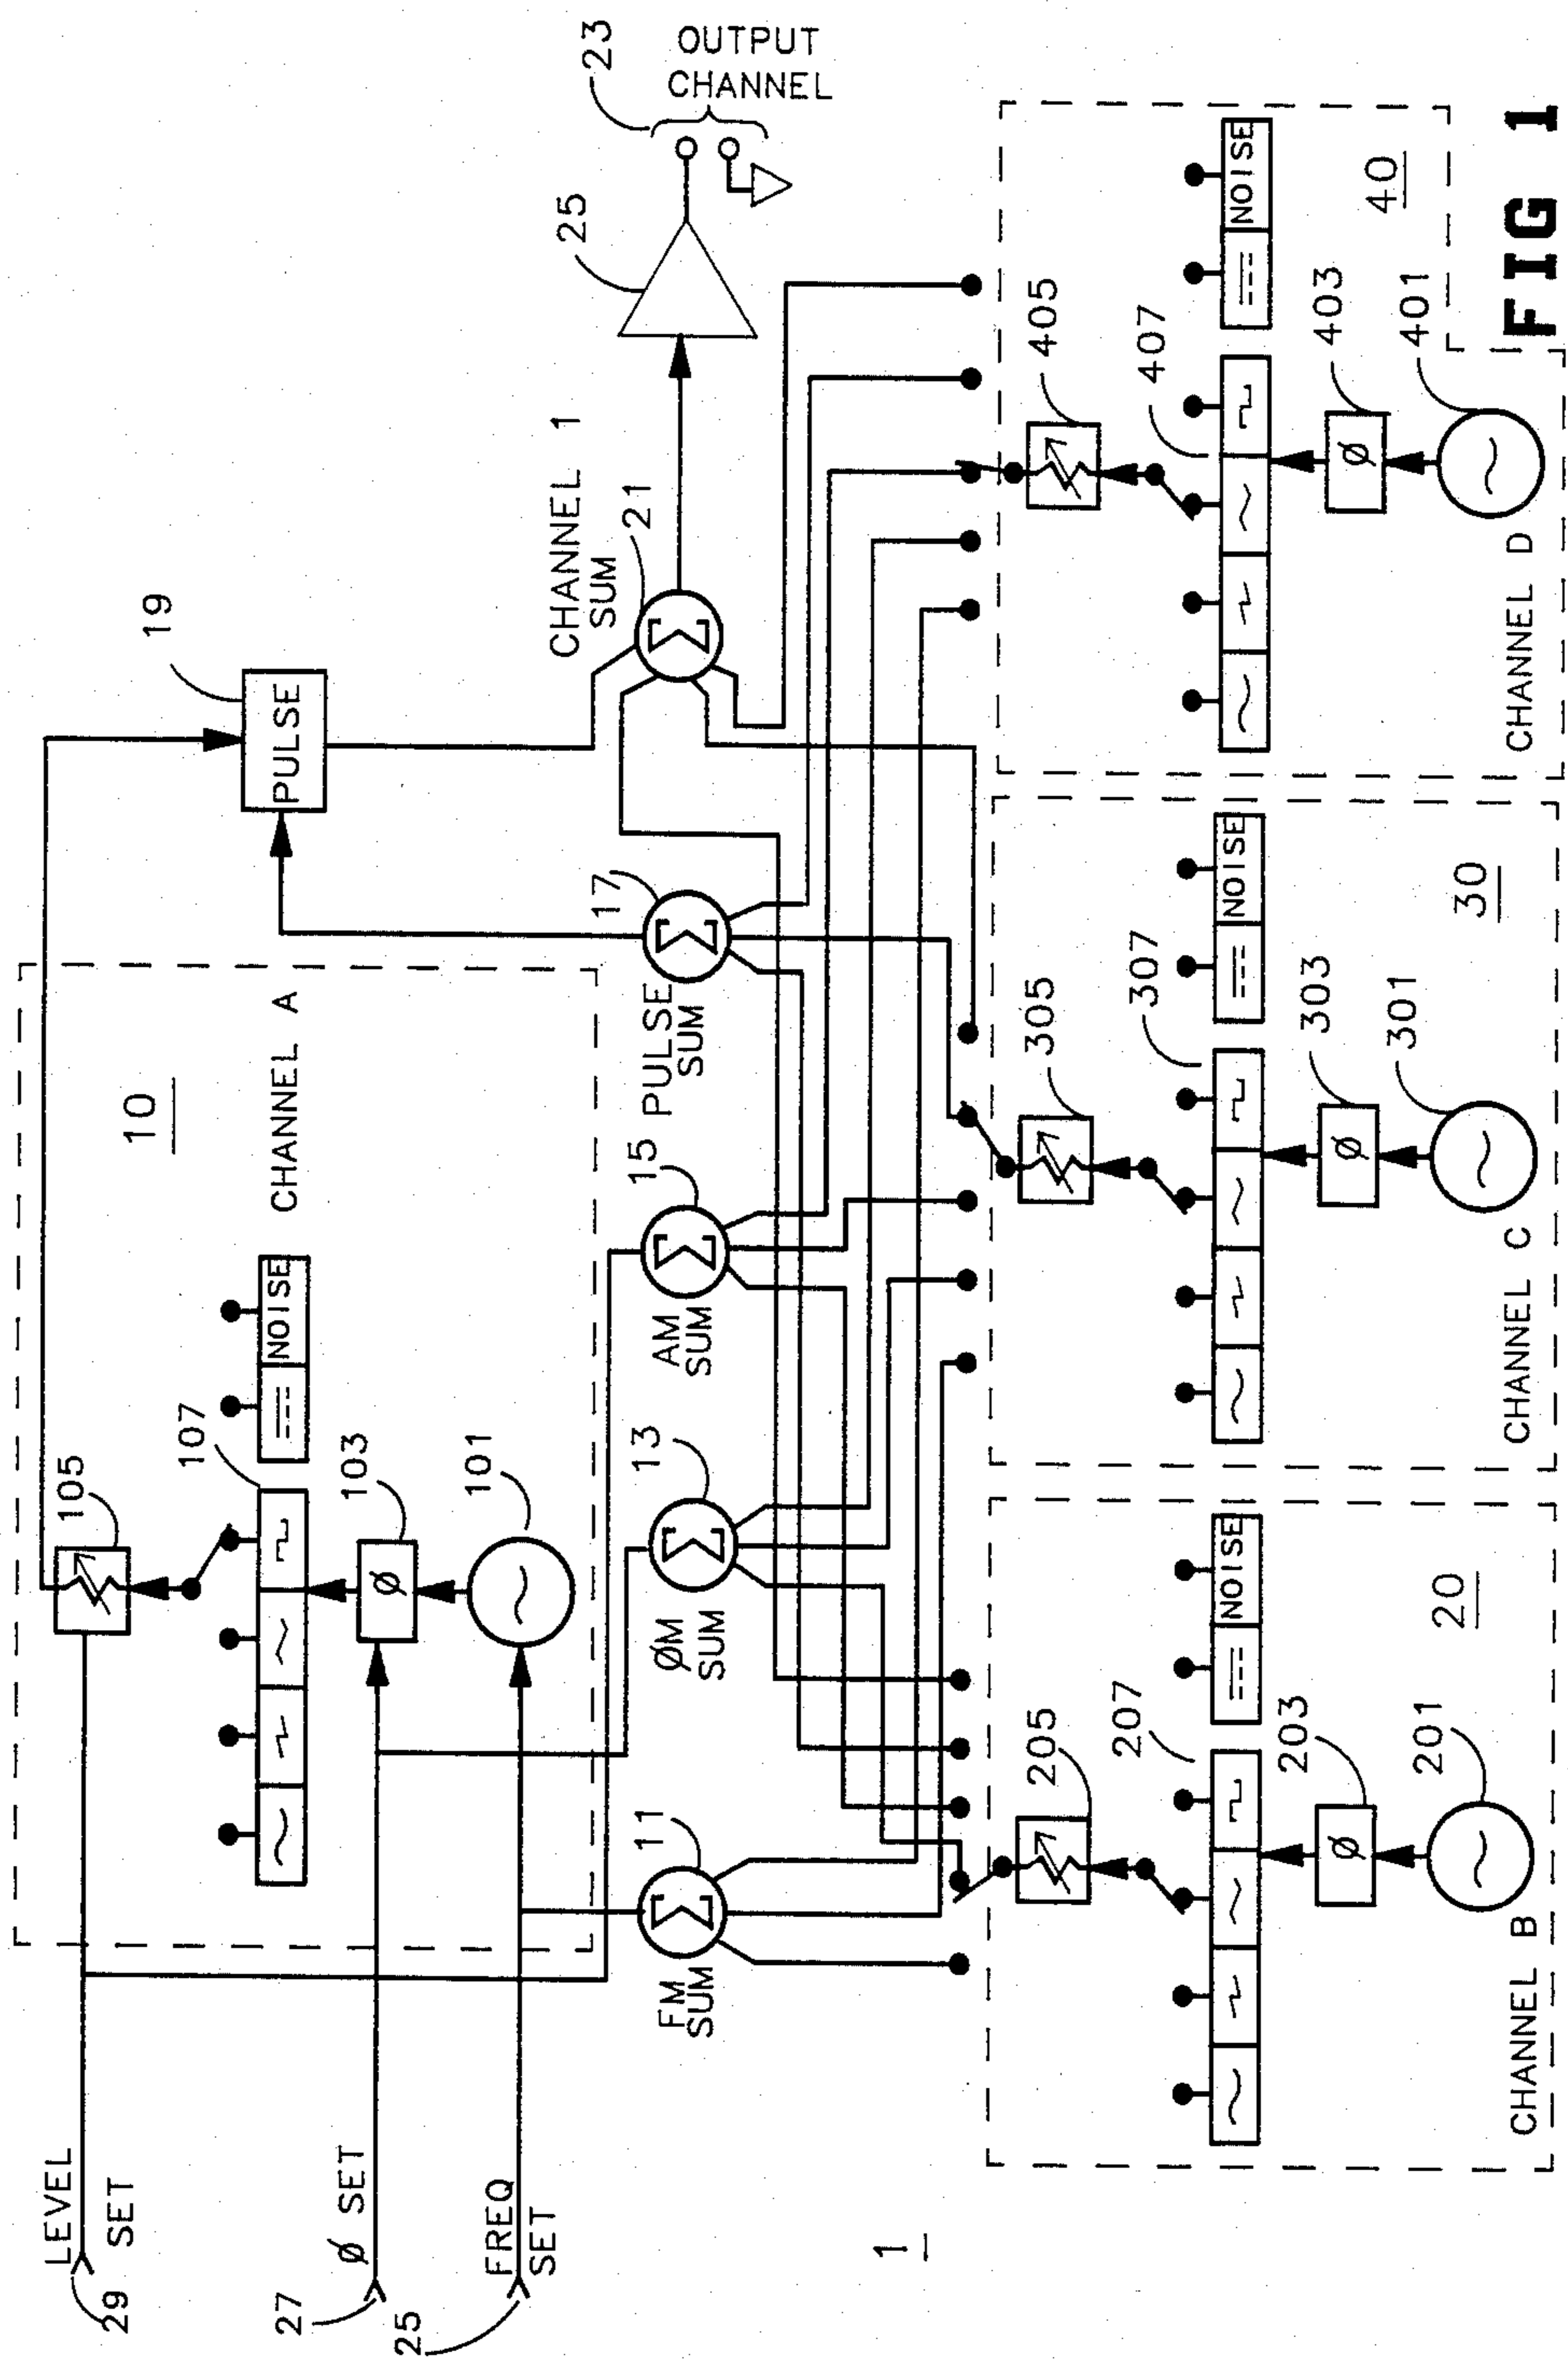 LEVEL
SET
29
Ø SET
27
FREQ
SET
25
10
CHANNEL A
105
107
NOISE
103
Ø
101
19
PULSE
FM
SUM
11
ØM
SUM
13
AM
SUM
15
PULSE
SUM
17
CHANNEL 1
SUM
21
25
23
OUTPUT
CHANNEL
Σ
Σ
Σ
Σ
Σ
1
205
207
NOISE
203
Ø
201
20
CHANNEL B
305
307
NOISE
303
Ø
301
30
CHANNEL C
405
407
NOISE
403
Ø
401
40
CHANNEL D
FIG 1